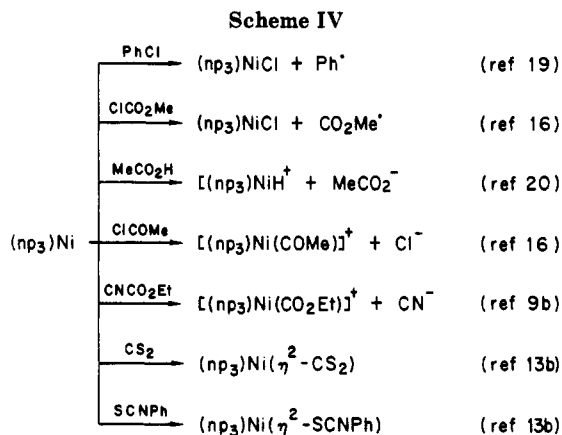 Scheme IV
PhCl
(np₃)NiCl + Ph• (ref 19)
ClCO₂Me
(np₃)NiCl + CO₂Me• (ref 16)
MeCO₂H
[(np₃)NiH⁺ + MeCO₂⁻ (ref 20)
ClCOMe
(np₃)Ni [(np₃)Ni(COMe)]⁺ + Cl⁻ (ref 16)
CNCO₂Et
[(np₃)Ni(CO₂Et)]⁺ + CN⁻ (ref 9b)
CS₂
(np₃)Ni(η²-CS₂) (ref 13b)
SCNPh
(np₃)Ni(η²-SCNPh) (ref 13b)